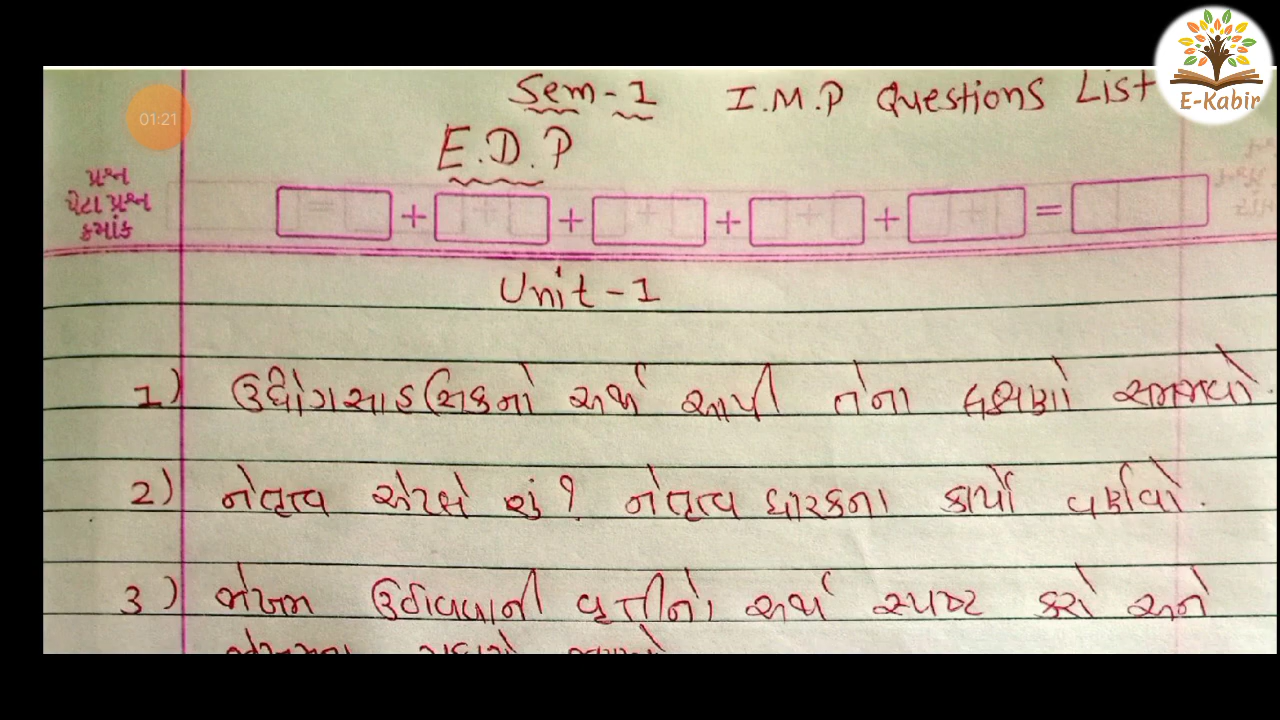 E-Kabir
01:21
Sem-1 I.M.P Questions List
E.D.P
પ્રશ્ન
પેટા પ્રશ્ન
ક્રમાંક
+ + + + =
Unit-1
1) ઉદ્યોગસાહસિકનો અર્થ આપી તેના લક્ષણો સમજાવો.
2) નેતૃત્વ એટલે શું? નેતૃત્વ ધારકના કાર્યો વર્ણવો.
3) જોખમ ઉઠાવવાની વૃત્તીનો અર્થ સ્પષ્ટ કરો અને